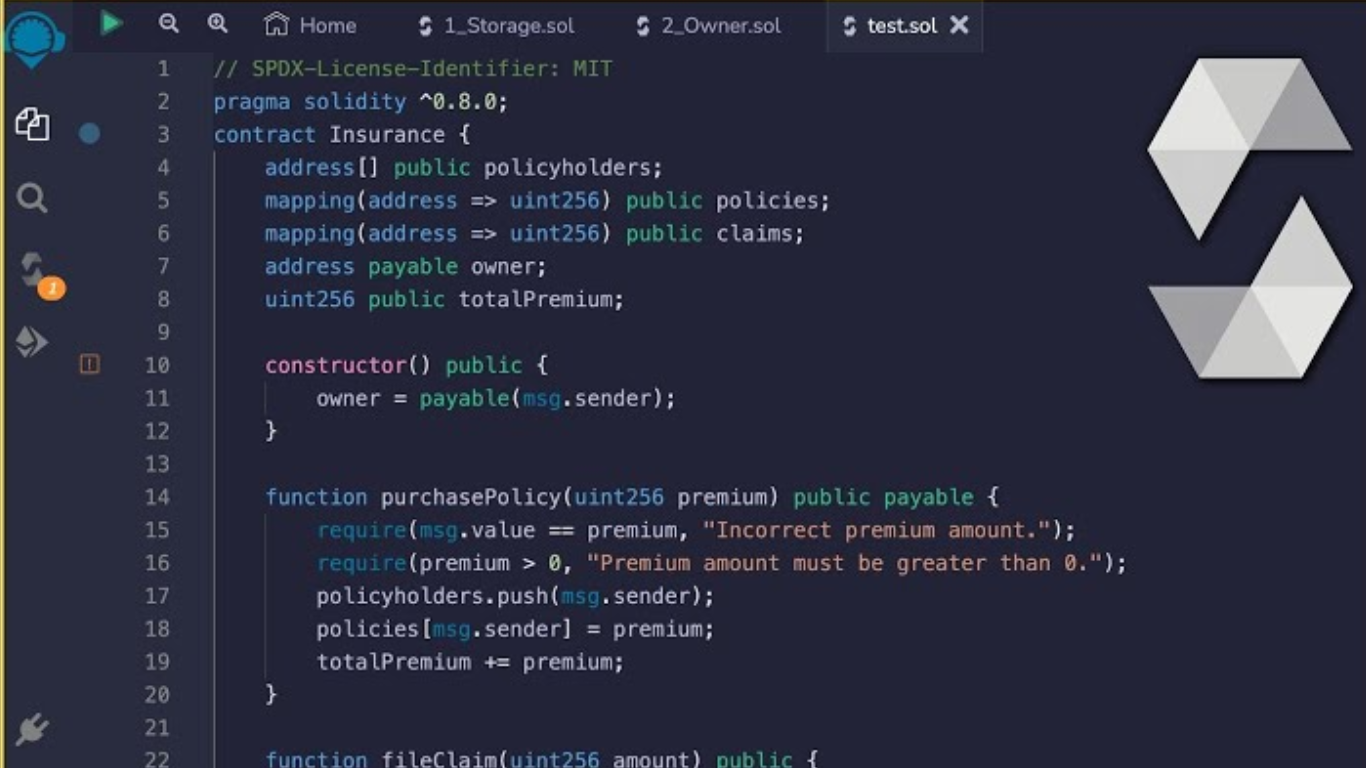 Home 1_Storage.sol 2_Owner.sol test.sol
1 // SPDX-License-Identifier: MIT
2 pragma solidity ^0.8.0;
3 contract Insurance {
4 address[] public policyholders;
5 mapping(address => uint256) public policies;
6 mapping(address => uint256) public claims;
7 address payable owner;
8 uint256 public totalPremium;
9
10 constructor() public {
11 owner = payable(msg.sender);
12 }
13
14 function purchasePolicy(uint256 premium) public payable {
15 require(msg.value == premium, "Incorrect premium amount.");
16 require(premium > 0, "Premium amount must be greater than 0.");
17 policyholders.push(msg.sender);
18 policies[msg.sender] = premium;
19 totalPremium += premium;
20 }
21
22 function fileClaim(uint256 amount) public {
1